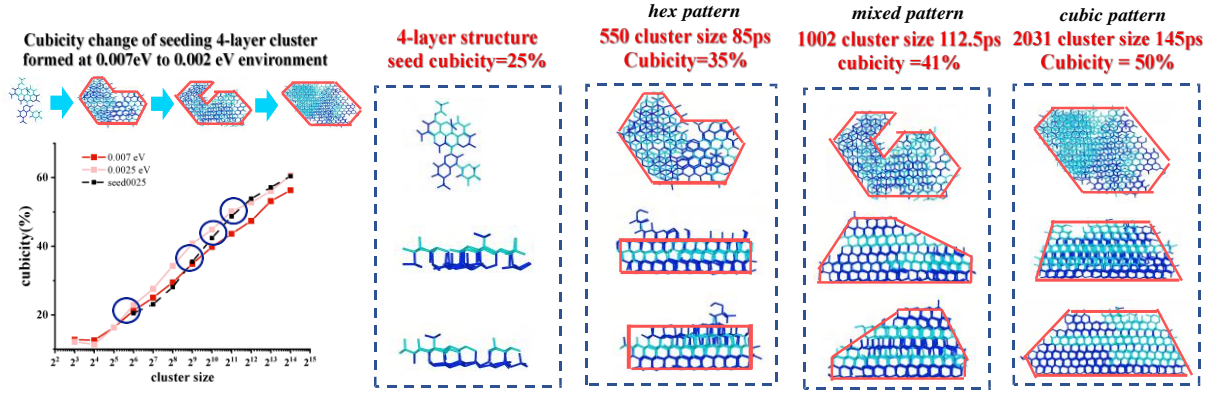 Cubicity change of seeding 4-layer cluster
formed at 0.007eV to 0.002 eV environment
0.007 eV
0.0025 eV
seed0025
cubicity(%)
60
40
20
2^2 2^3 2^4 2^5 2^6 2^7 2^8 2^9 2^10 2^11 2^12 2^13 2^14 2^15
cluster size
4-layer structure
seed cubicity=25%
hex pattern
550 cluster size 85ps
Cubicity=35%
mixed pattern
1002 cluster size 112.5ps
cubicity =41%
cubic pattern
2031 cluster size 145ps
Cubicity = 50%